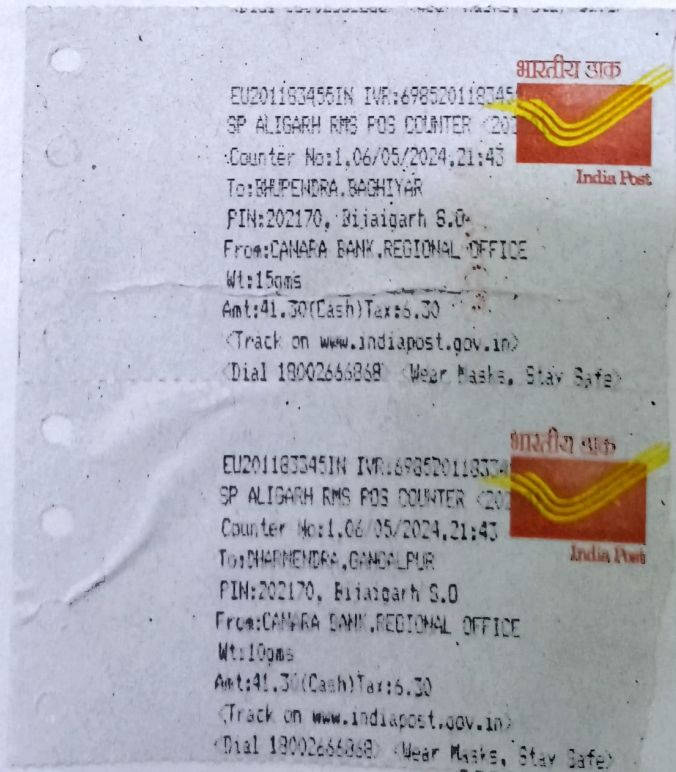 भारतीय डाक
EU201183455IN IVR:6985201183455
SP ALIGARH RMS POS COUNTER <202
Counter No:1,06/05/2024,21:43
India Post
To:BHUPENDRA,BAGHIYAR
PIN:202170, Bijaigarh S.O
From:CANARA BANK,REGIONAL OFFICE
Wt:15gms
Amt:41.30(Cash)Tax:6.30
<Track on www.indiapost.gov.in>
<Dial 18002666868> <Wear Masks, Stay Safe>
भारतीय डाक
EU201183345IN IVR:698520118334
SP ALIGARH RMS POS COUNTER <202
Counter No:1,06/05/2024,21:43
India Post
To:DHARMENDRA,GANGALPUR
PIN:202170, Bijaigarh S.O
From:CANARA BANK,REGIONAL OFFICE
Wt:10gms
Amt:41.30(Cash)Tax:6.30
<Track on www.indiapost.gov.in>
<Dial 18002666868> <Wear Masks, Stay Safe>